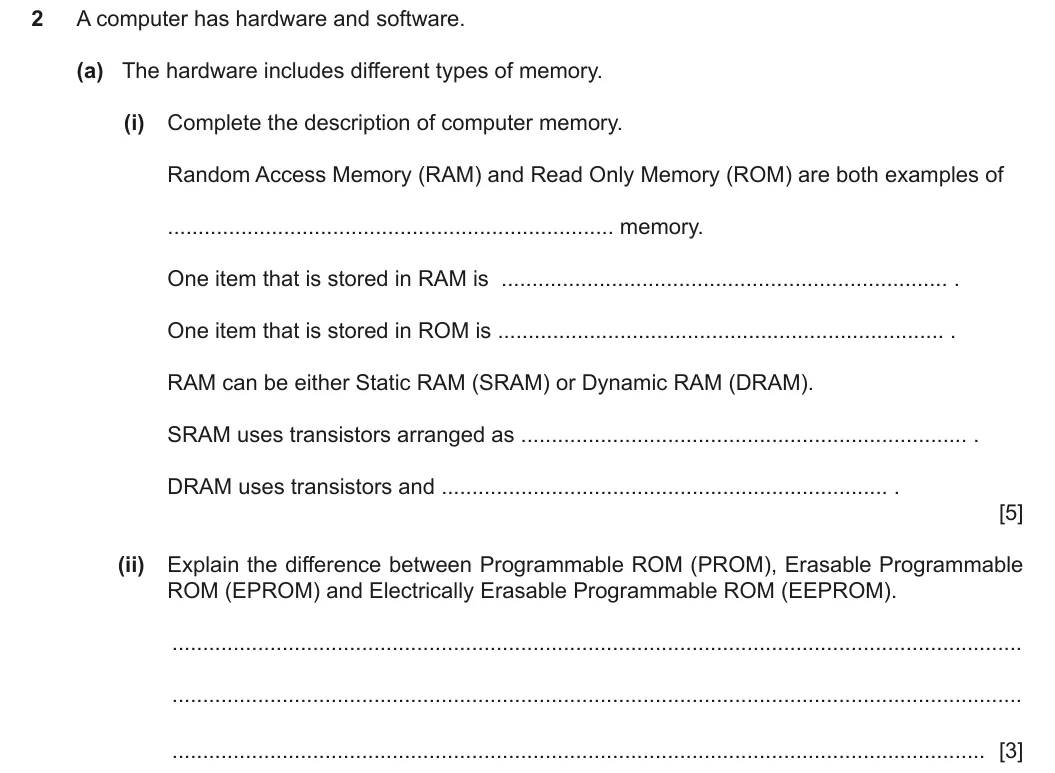 2 A computer has hardware and software.
(a) The hardware includes different types of memory.
(i) Complete the description of computer memory.
Random Access Memory (RAM) and Read Only Memory (ROM) are both examples of
......................................................................... memory.
One item that is stored in RAM is ......................................................................... .
One item that is stored in ROM is ......................................................................... .
RAM can be either Static RAM (SRAM) or Dynamic RAM (DRAM).
SRAM uses transistors arranged as ......................................................................... .
DRAM uses transistors and ......................................................................... .
[5]
(ii) Explain the difference between Programmable ROM (PROM), Erasable Programmable
ROM (EPROM) and Electrically Erasable Programmable ROM (EEPROM).
...........................................................................................................................................
...........................................................................................................................................
..................................................................................................................................... [3]